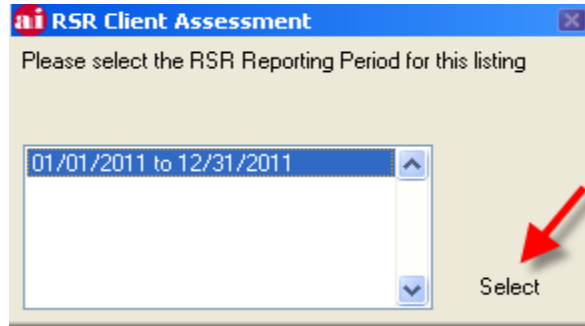 ai RSR Client Assessment
Please select the RSR Reporting Period for this listing
01/01/2011 to 12/31/2011
Select